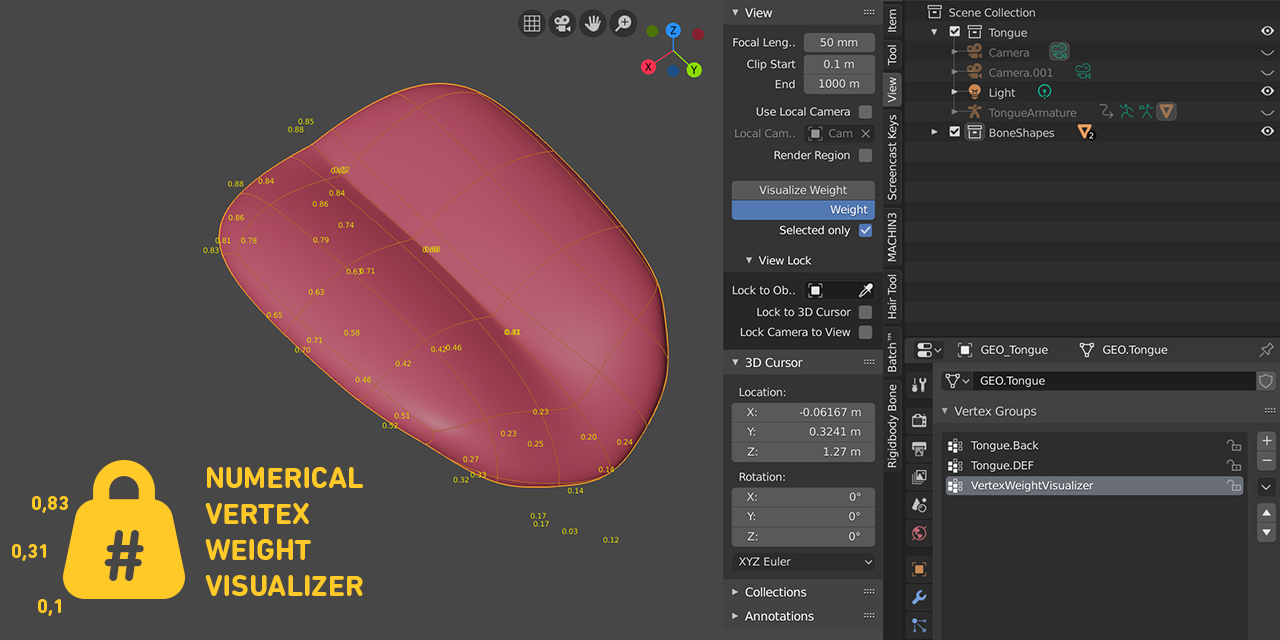 0.85
0.88
0.88
0.84
0.84
0.86
0.86
0.74
0.81
0.78
0.79
0.83
0.63
0.71
0.63
0.65
0.58
0.71
0.70
0.42
0.46
0.42
0.46
0.23
0.51
0.52
0.23
0.25
0.20
0.24
0.27
0.33
0.32
0.14
0.14
0.17
0.17
0.03
0.12
Z
X
Y
0,83
0,31
0,1
#
NUMERICAL
VERTEX
WEIGHT
VISUALIZER
View
Focal Leng..
50 mm
Clip Start
0.1 m
End
1000 m
Use Local Camera
Local Cam..
Cam
Render Region
Visualize Weight
Weight
Selected only
View Lock
Lock to Ob..
Lock to 3D Cursor
Lock Camera to View
3D Cursor
Location:
X:
-0.06167 m
Y:
0.3241 m
Z:
1.27 m
Rotation:
X:
0°
Y:
0°
Z:
0°
XYZ Euler
Collections
Annotations
Item
Tool
View
Screencast Keys
MACHIN3
Hair Tool
Batch™
Rigidbody Bone
Scene Collection
Tongue
Camera
Camera.001
Light
TongueArmature
BoneShapes
2
GEO_Tongue
GEO.Tongue
GEO.Tongue
Vertex Groups
Tongue.Back
Tongue.DEF
VertexWeightVisualizer